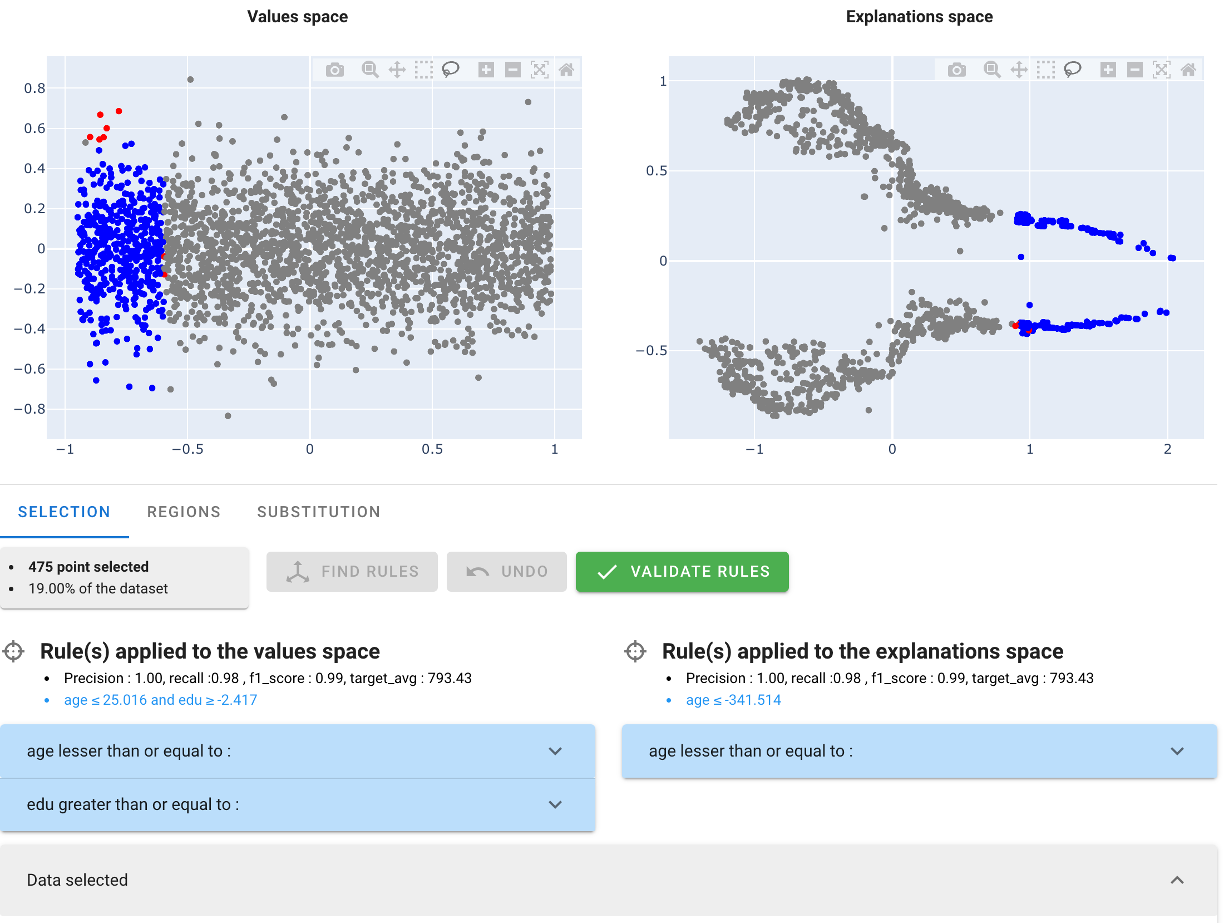 Values space
Explanations space
0.8
0.6
0.4
0.2
0
−0.2
−0.4
−0.6
−0.8
−1
−0.5
0
0.5
1
1
0.5
0
−0.5
−1
0
1
2
SELECTION
REGIONS
SUBSTITUTION
475 point selected
19.00% of the dataset
FIND RULES
UNDO
VALIDATE RULES
Rule(s) applied to the values space
Precision : 1.00, recall :0.98 , f1_score : 0.99, target_avg : 793.43
age ≤ 25.016 and edu ≥ -2.417
age lesser than or equal to :
edu greater than or equal to :
Rule(s) applied to the explanations space
Precision : 1.00, recall :0.98 , f1_score : 0.99, target_avg : 793.43
age ≤ -341.514
age lesser than or equal to :
Data selected